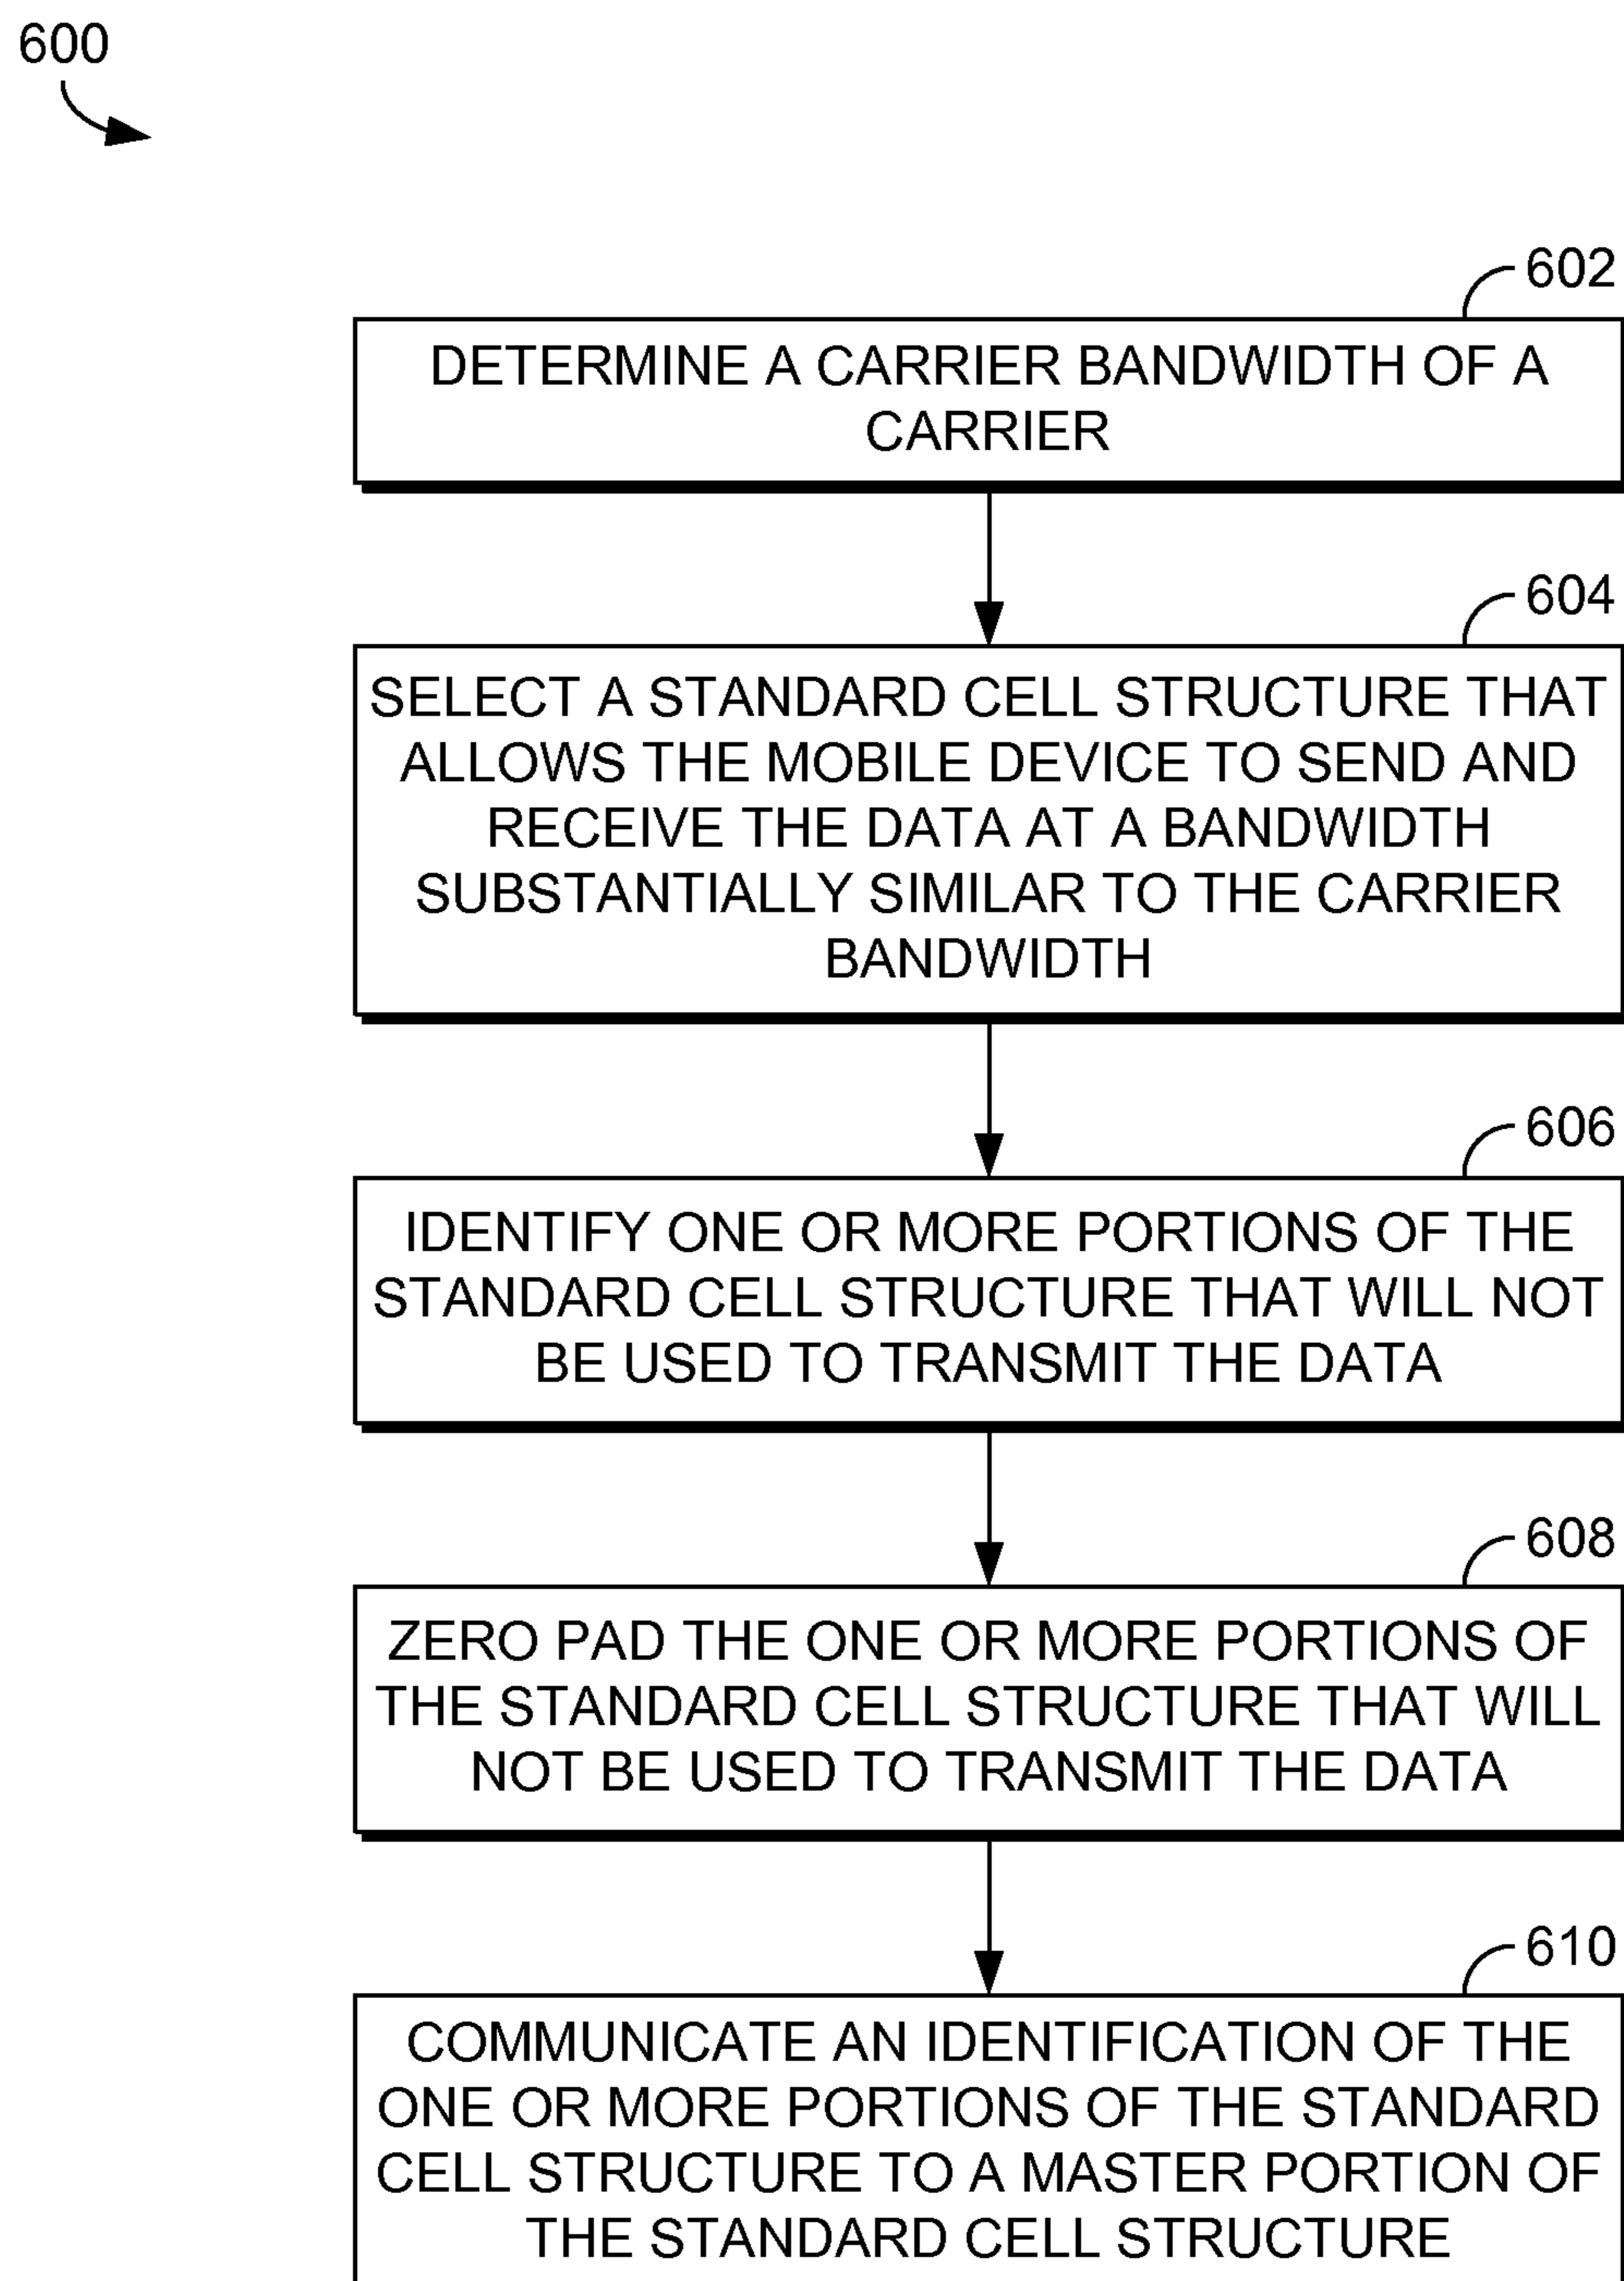 600
602
DETERMINE A CARRIER BANDWIDTH OF A
CARRIER
604
SELECT A STANDARD CELL STRUCTURE THAT
ALLOWS THE MOBILE DEVICE TO SEND AND
RECEIVE THE DATA AT A BANDWIDTH
SUBSTANTIALLY SIMILAR TO THE CARRIER
BANDWIDTH
606
IDENTIFY ONE OR MORE PORTIONS OF THE
STANDARD CELL STRUCTURE THAT WILL NOT
BE USED TO TRANSMIT THE DATA
608
ZERO PAD THE ONE OR MORE PORTIONS OF
THE STANDARD CELL STRUCTURE THAT WILL
NOT BE USED TO TRANSMIT THE DATA
610
COMMUNICATE AN IDENTIFICATION OF THE
ONE OR MORE PORTIONS OF THE STANDARD
CELL STRUCTURE TO A MASTER PORTION OF
THE STANDARD CELL STRUCTURE